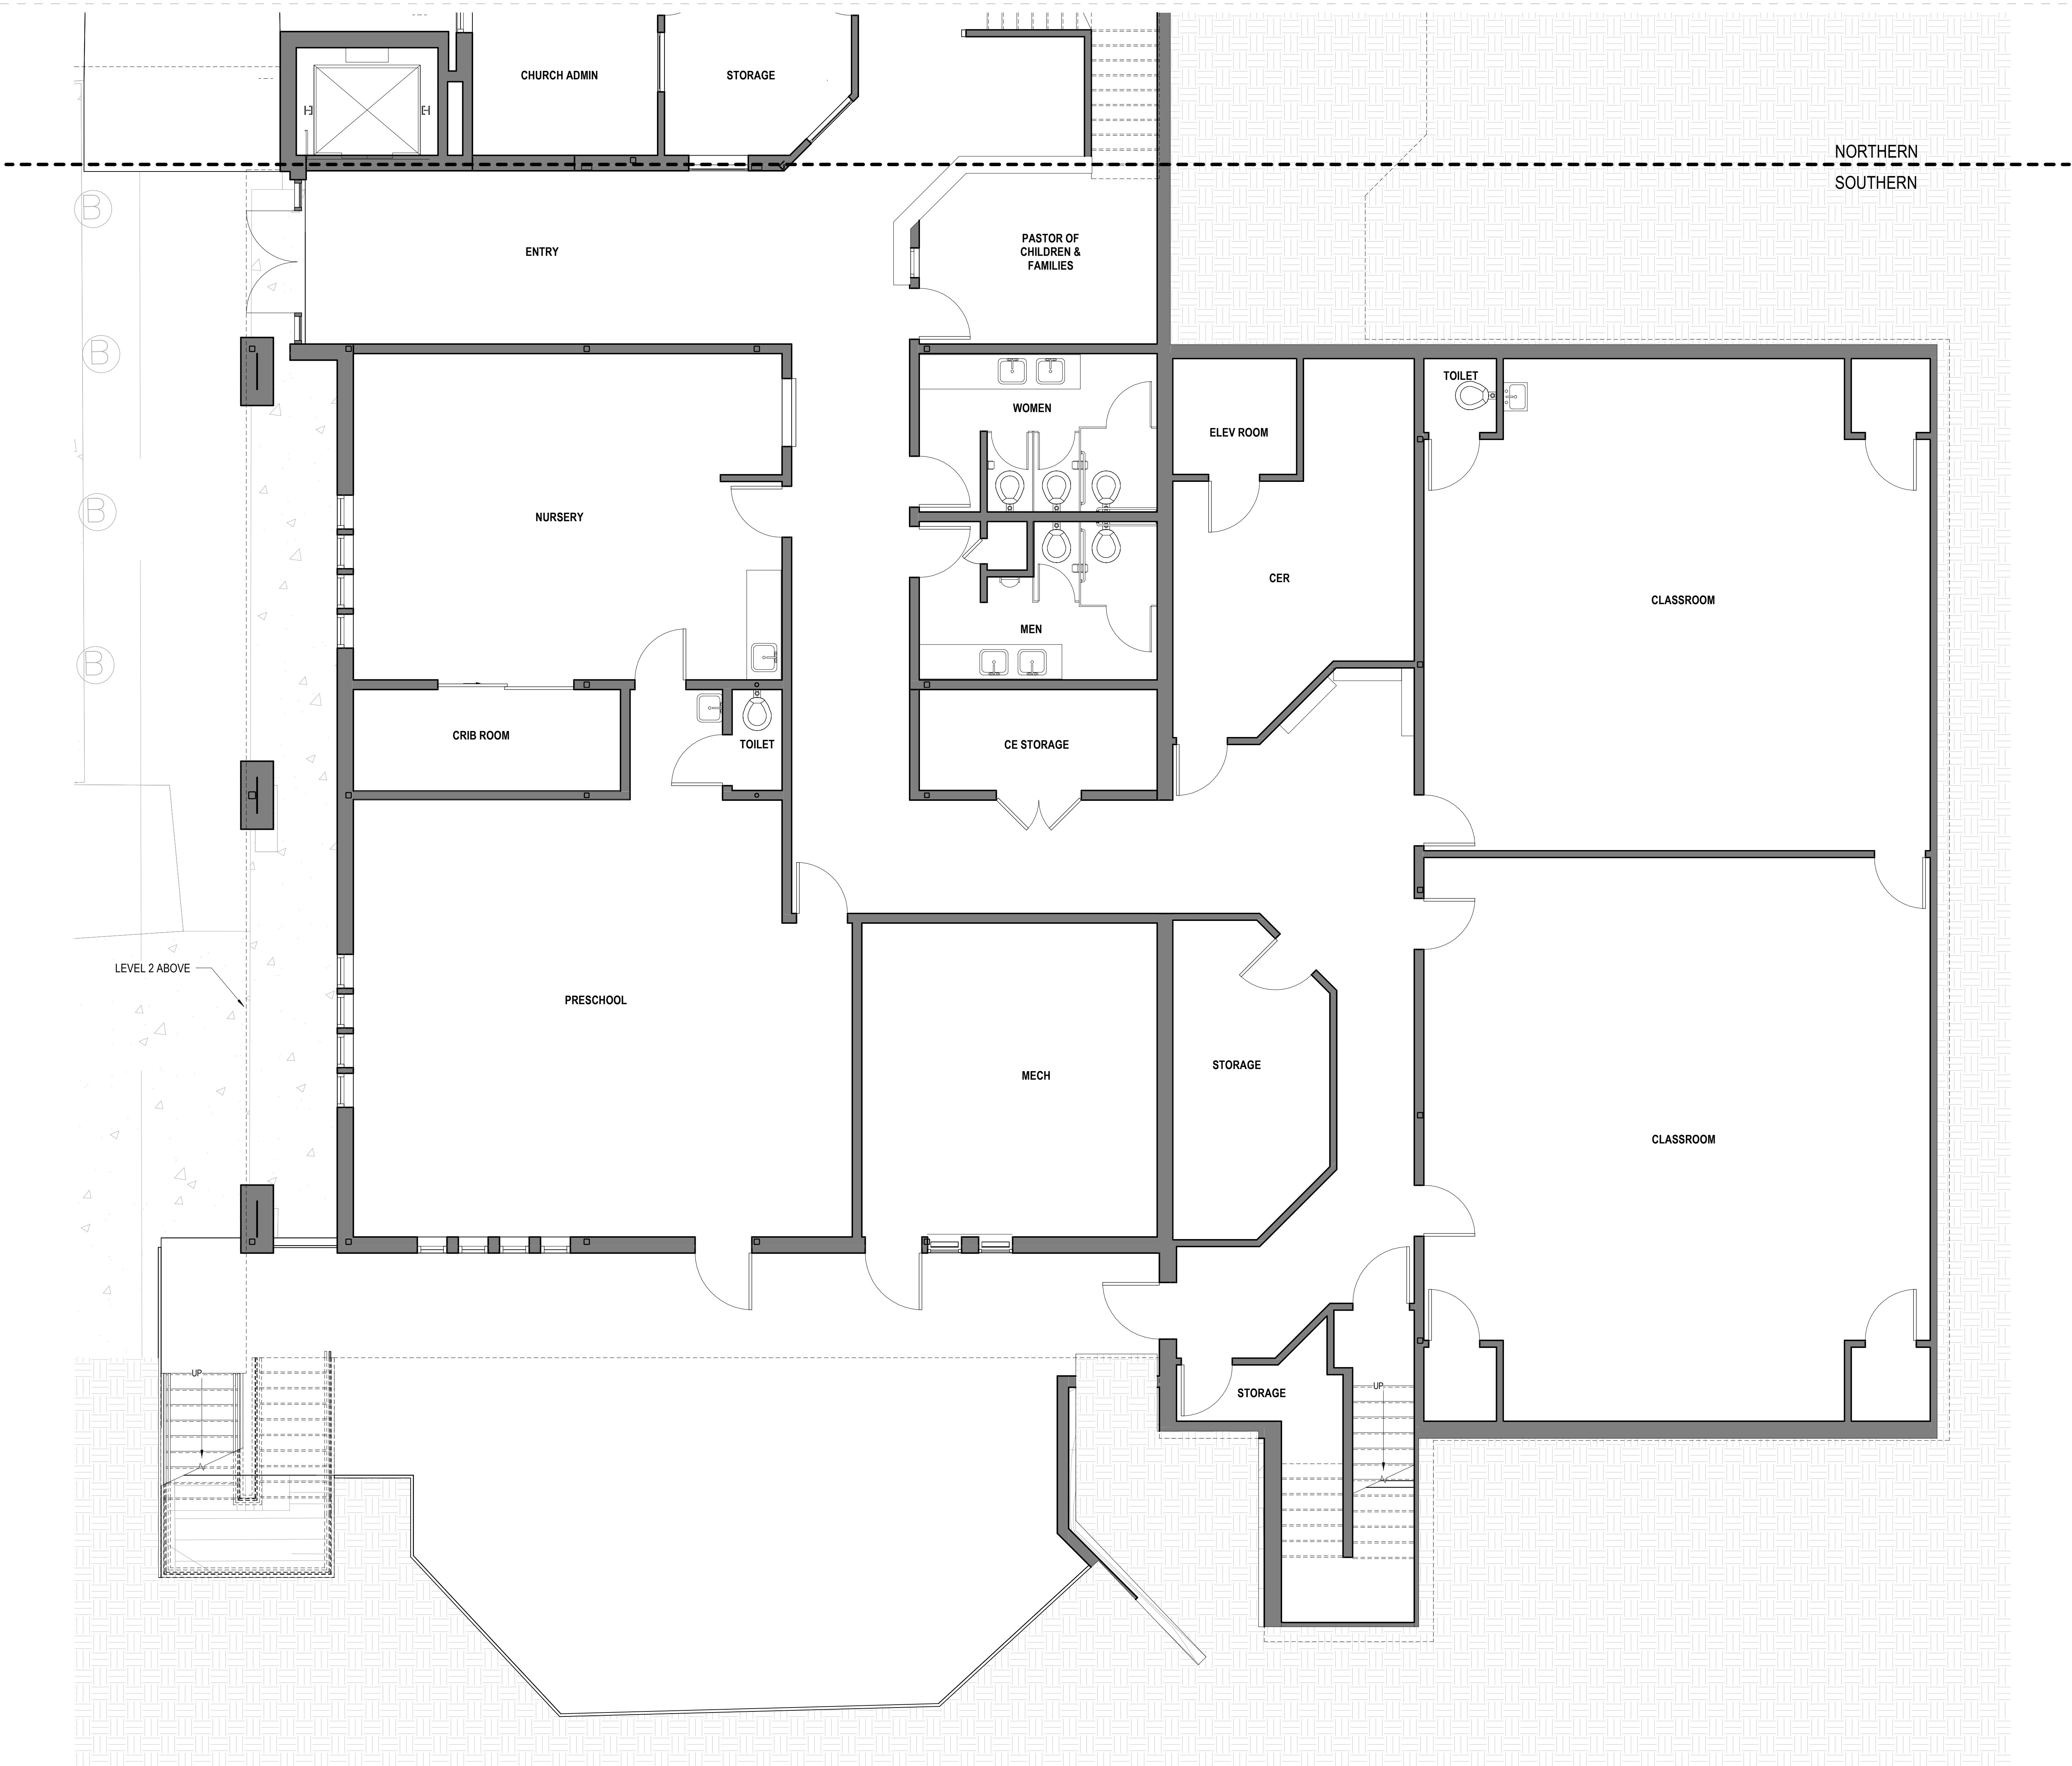 CHURCH ADMIN
STORAGE
NORTHERN
SOUTHERN
B
ENTRY
PASTOR OF
CHILDREN &
FAMILIES
B
TOILET
WOMEN
ELEV ROOM
B
NURSERY
CER
CLASSROOM
MEN
B
CRIB ROOM
TOILET
CE STORAGE
LEVEL 2 ABOVE
PRESCHOOL
STORAGE
MECH
CLASSROOM
UP
UP
STORAGE